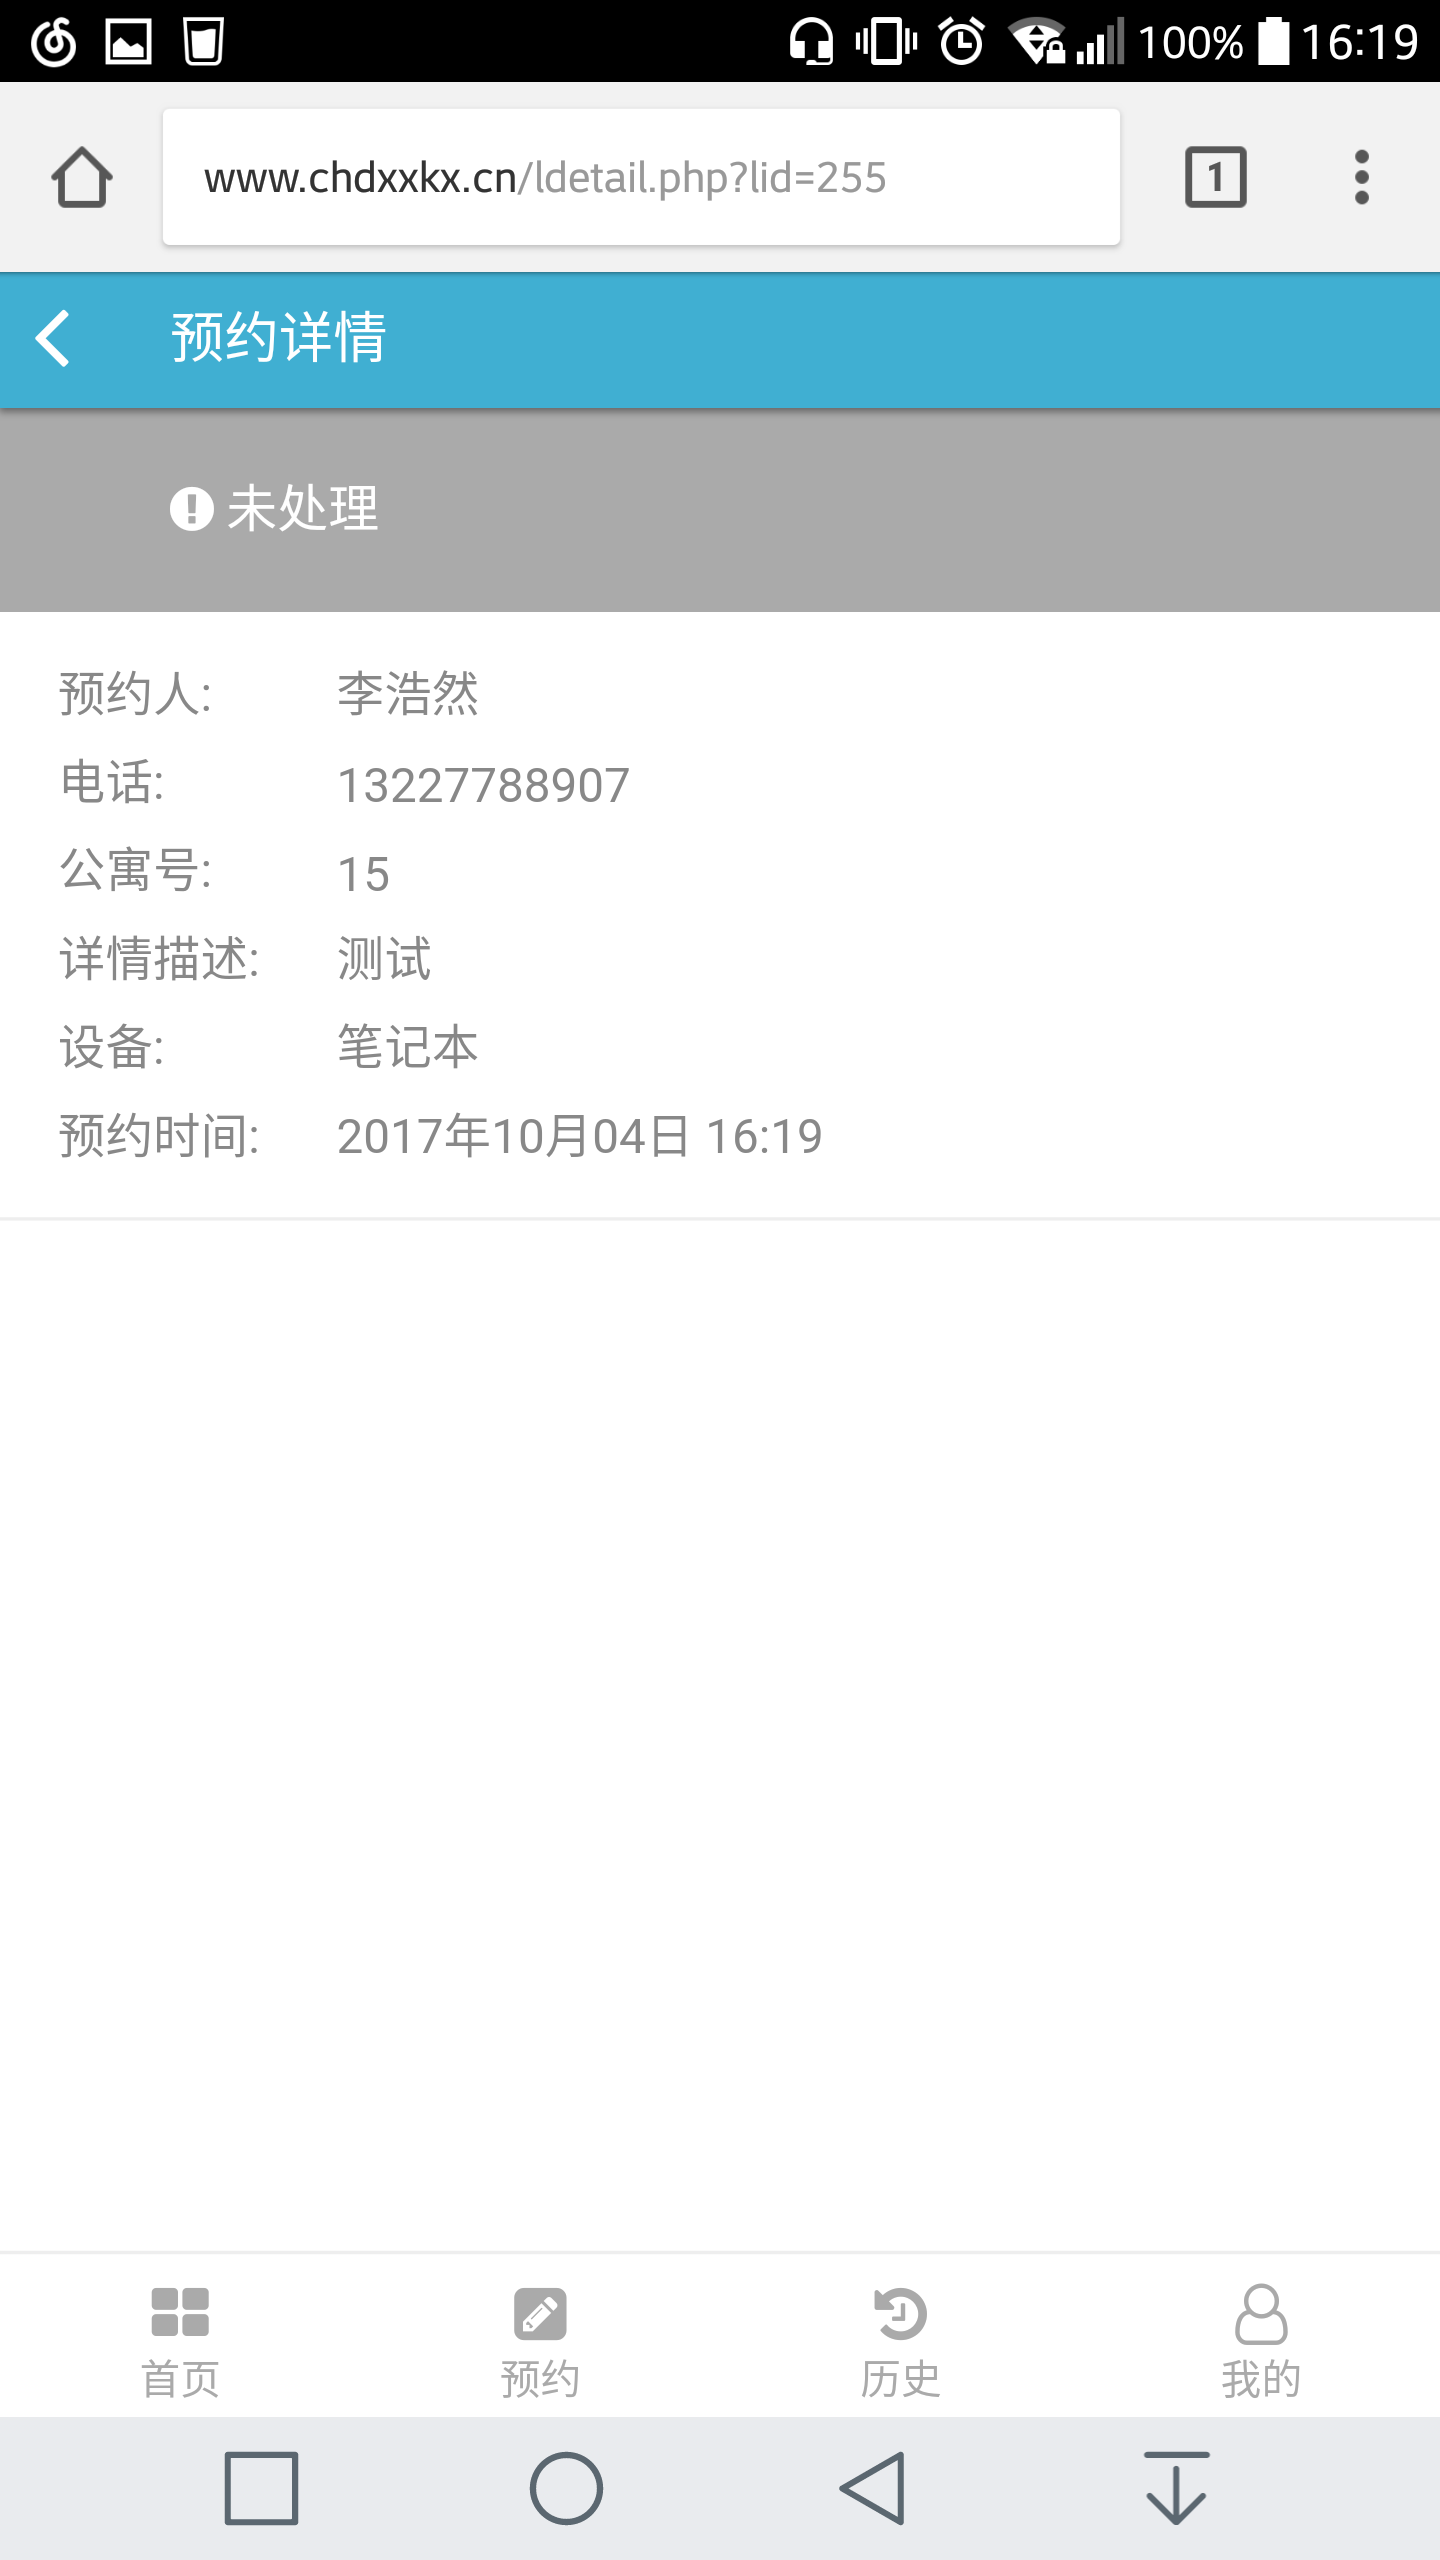 100% 16:19
www.chdxxkx.cn/ldetail.php?lid=255
1
预约详情
未处理
预约人: 李浩然
电话: 13227788907
公寓号: 15
详情描述: 测试
设备: 笔记本
预约时间: 2017年10月04日 16:19
首页 预约 历史 我的